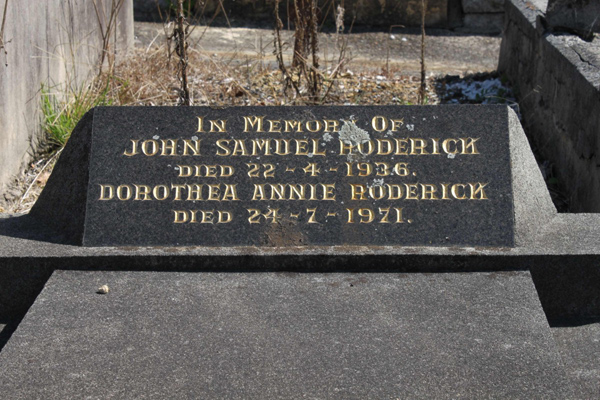 In Memory Of
JOHN SAMUEL RODERICK
DIED 22-4-1936.
DOROTHEA ANNIE RODERICK
DIED 24-7-1971.